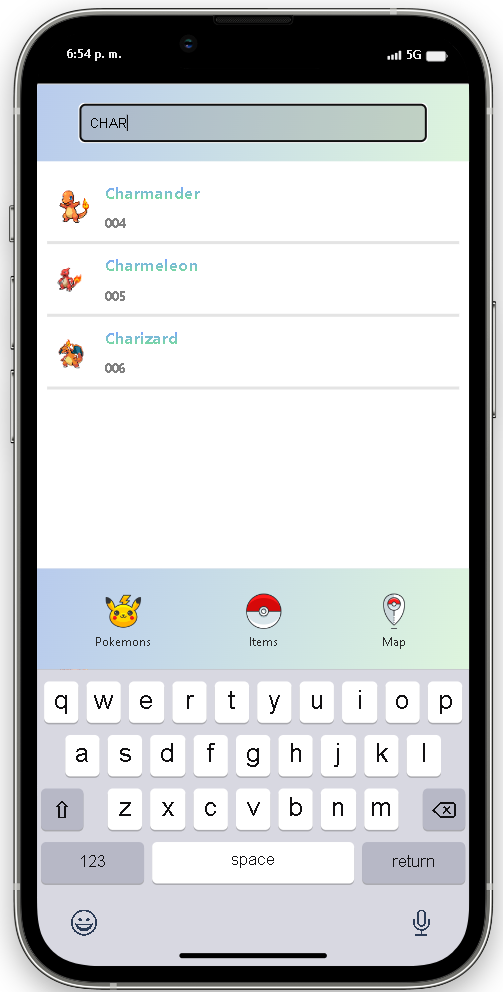 6:54 p. m. 5G
CHAR
Charmander
004
Charmeleon
005
Charizard
006
Pokemons Items Map
q w e r t y u i o p
a s d f g h j k l
z x c v b n m
123 space return